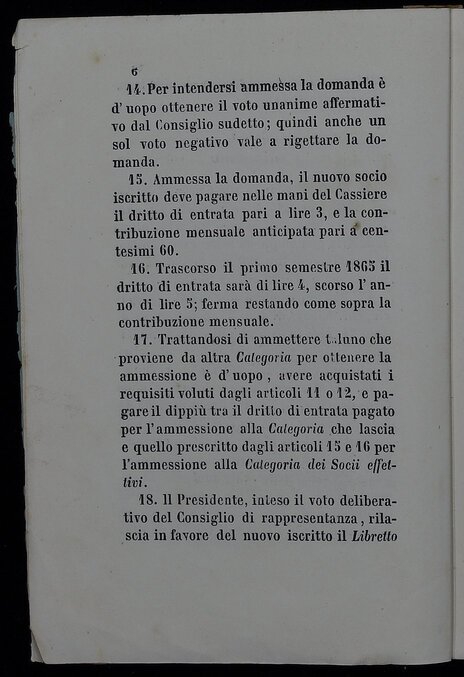 6
14. Per intendersi ammessa la domanda è
d'uopo ottenere il voto unanime affermati-
vo dal Consiglio sudetto; quindi anche un
sol voto negativo vale a rigettare la do-
manda.
15. Ammessa la domanda, il nuovo socio
iscritto deve pagare nelle mani del Cassiere
il dritto di entrata pari a lire 3, e la con-
tribuzione mensuale anticipata pari a cen-
tesimi 60.
16. Trascorso il primo semestre 1865 il
dritto di entrata sarà di lire 4, scorso l'an-
no di lire 5; ferma restando come sopra la
contribuzione mensuale.
17. Trattandosi di ammettere taluno che
proviene da altra Categoria per ottenere la
ammessione è d'uopo, avere acquistati i
requisiti voluti dagli articoli 11 o 12, e pa-
gare il dippiù tra il dritto di entrata pagato
per l'ammessione alla Categoria che lascia
e quello prescritto dagli articoli 15 e 16 per
l'ammessione alla Categoria dei Socii effet-
tivi.
18. Il Presidente, inteso il voto delibera-
tivo del Consiglio di rappresentanza, rila-
scia in favore del nuovo iscritto il Libretto